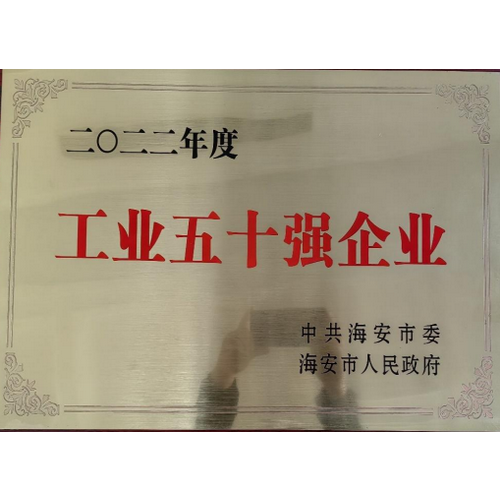 二〇二二年度
工业五十强企业
中共海安市委
海安市人民政府